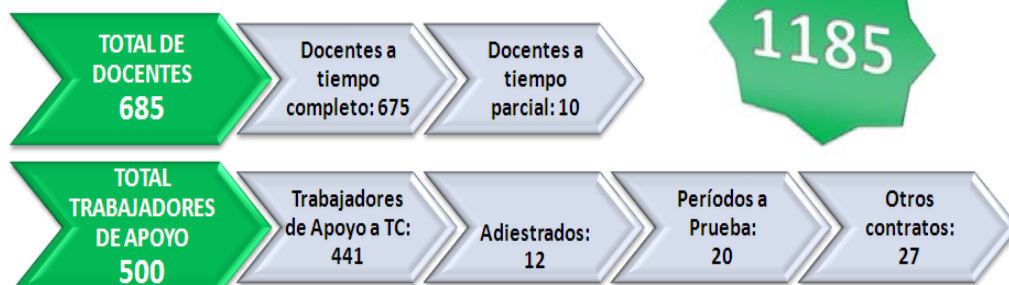 TOTAL DE
DOCENTES
685
Docentes a
tiempo
completo: 675
Docentes a
tiempo
parcial: 10
1185
TOTAL
TRABAJADORES
DE APOYO
500
Trabajadores
de Apoyo a TC:
441
Adiestrados:
12
Períodos a
Prueba:
20
Otros
contratos:
27